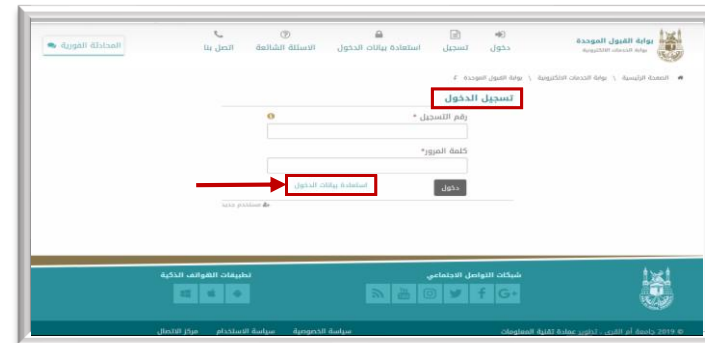 بوابة القبول الموحدة
بوابة الخدمات الالكترونية
دخول
تسجيل
استعادة بيانات الدخول
الاسئلة الشائعة
اتصل بنا
المحادثة الفورية
الصفحة الرئيسية \ بوابة الخدمات الالكترونية \ بوابة القبول الموحدة
تسجيل الدخول
رقم التسجيل *
كلمة المرور*
دخول
استعادة بيانات الدخول
مستخدم جديد
شبكات التواصل الاجتماعي
تطبيقات الهواتف الذكية
© 2019 جامعة أم القرى ، تطوير عمادة تقنية المعلومات
سياسة الخصوصية
سياسة الاستخدام
مركز الاتصال